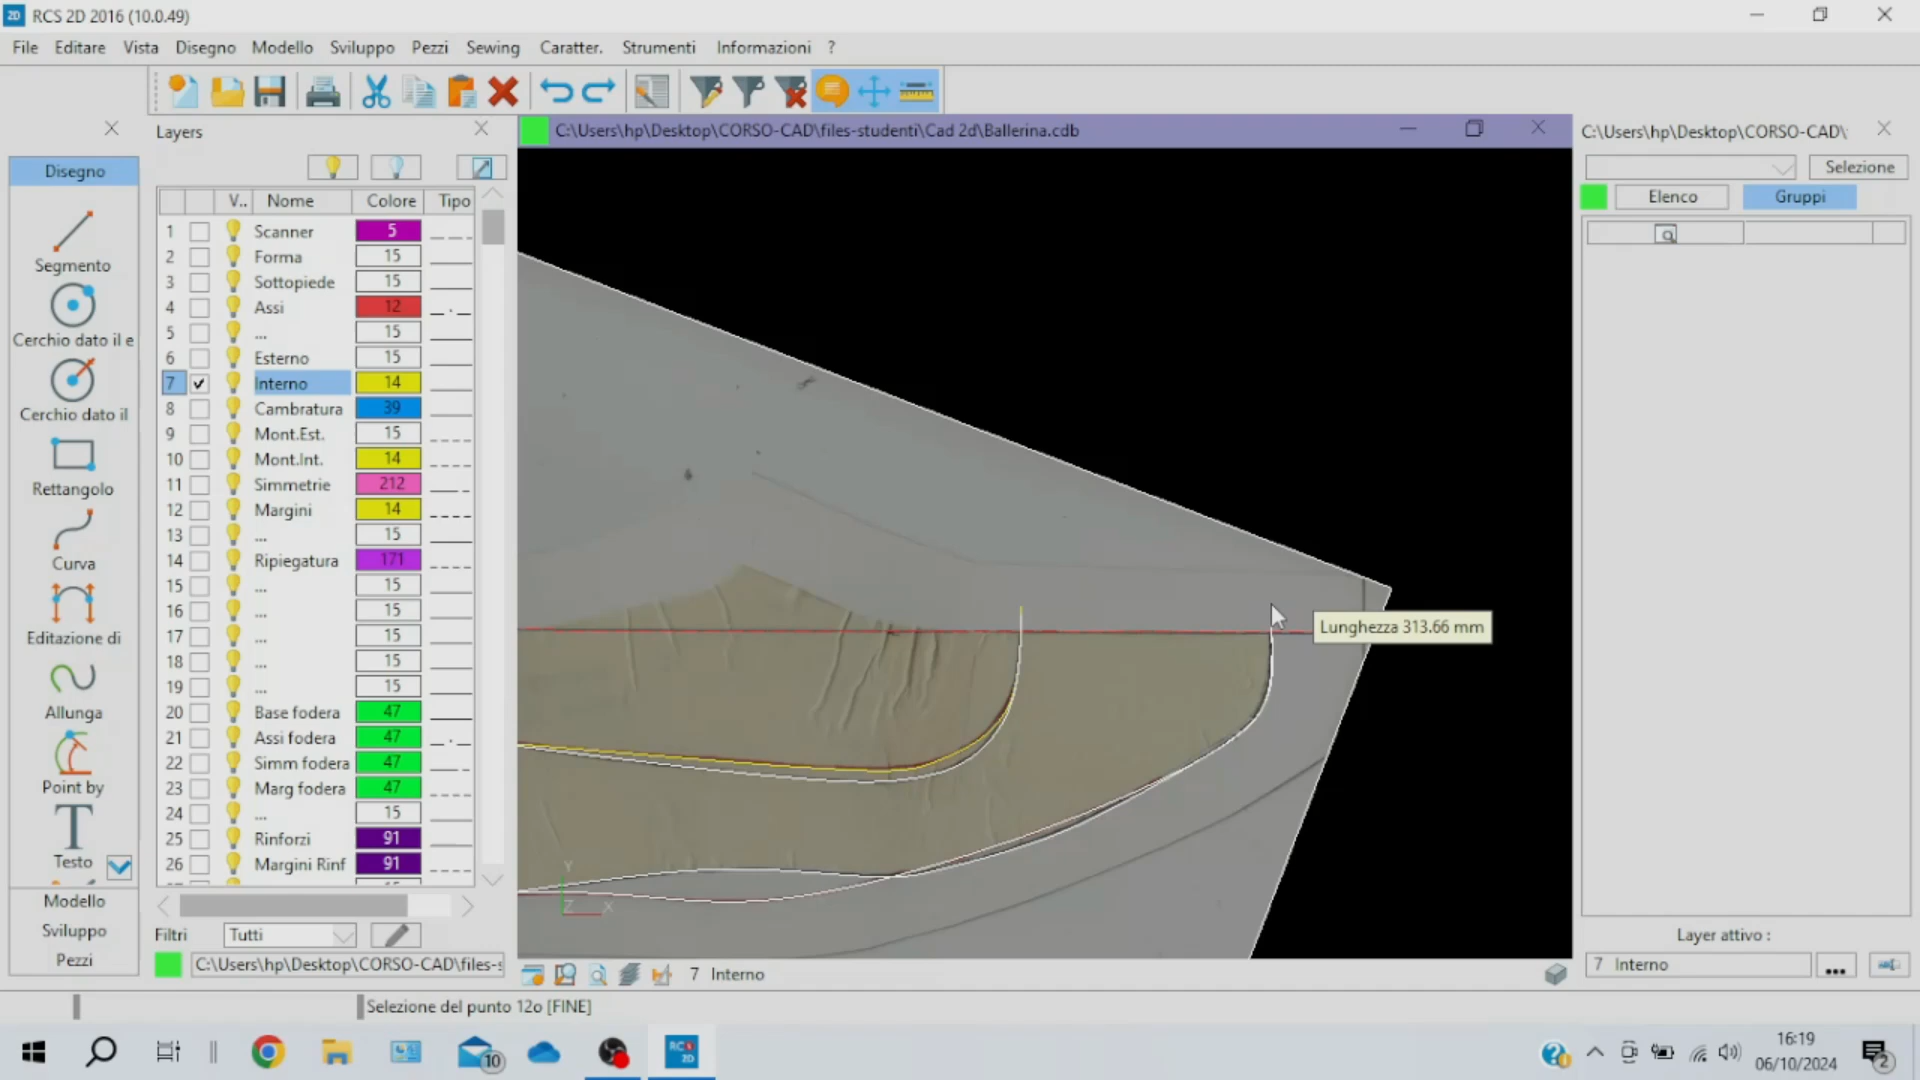 RCS 2D 2016 (10.0.49)
File Editare Vista Disegno Modello Sviluppo Pezzi Sewing Caratter. Strumenti Informazioni ?
Layers
C:\Users\hp\Desktop\CORSO-CAD\files-studenti\Cad 2d\Ballerina.cdb
C:\Users\hp\Desktop\CORSO-CAD\
Disegno
Segmento
Cerchio dato il e
Cerchio dato il
Rettangolo
Curva
Editazione di
Allunga
Point by
Testo
Modello
Sviluppo
Pezzi
V.. Nome Colore Tipo
1 Scanner 5
2 Forma 15
3 Sottopiede 15
4 Assi 12
5 ... 15
6 Esterno 15
7 Interno 14
8 Cambratura 39
9 Mont.Est. 15
10 Mont.Int. 14
11 Simmetrie 212
12 Margini 14
13 ... 15
14 Ripiegatura 171
15 ... 15
16 ... 15
17 ... 15
18 ... 15
19 ... 15
20 Base fodera 47
21 Assi fodera 47
22 Simm fodera 47
23 Marg fodera 47
24 ... 15
25 Rinforzi 91
26 Margini Rinf 91
Filtri Tutti
C:\Users\hp\Desktop\CORSO-CAD\files-s
Lunghezza 313.66 mm
Y
Z X
7 Interno
Selezione
Elenco Gruppi
Layer attivo :
7 Interno ...
Selezione del punto 12o [FINE]
10
RCS
2D
16:19
06/10/2024
2